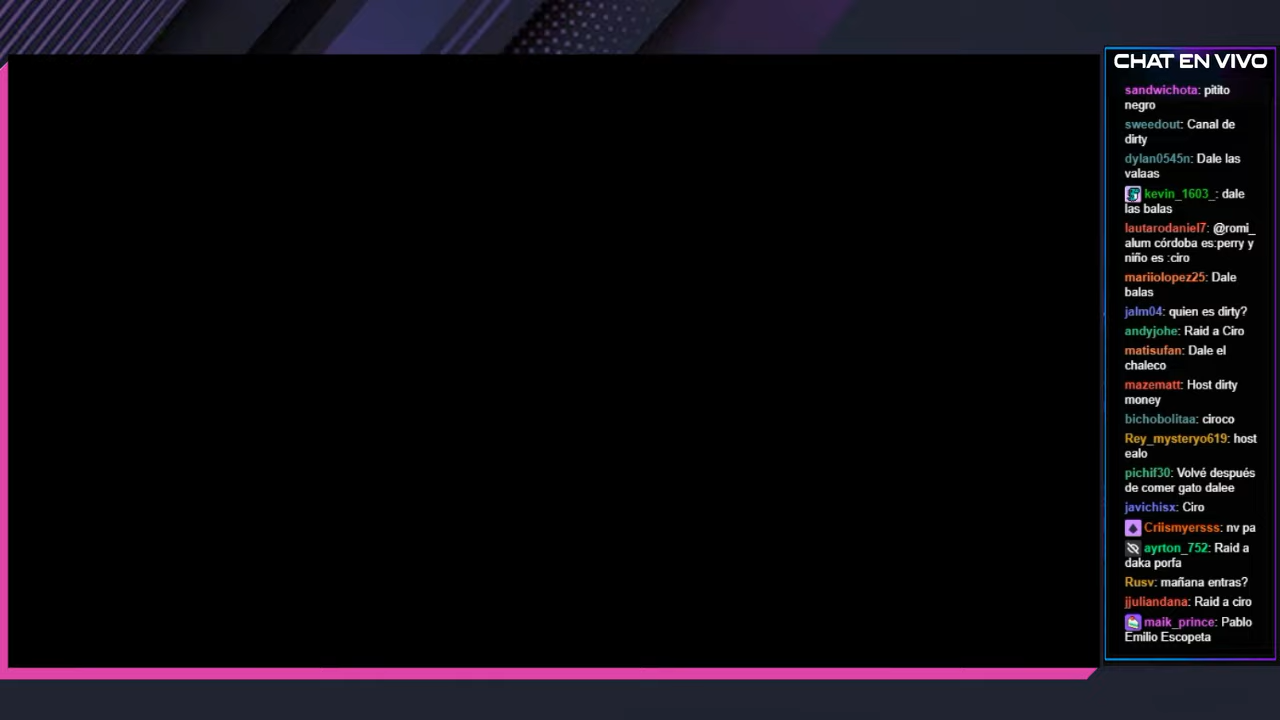 CHAT EN VIVO
sandwichota: pitito
negro
sweedout: Canal de
dirty
dylan0545n: Dale las
valaas
kevin_1603_: dale
las balas
lautarodaniel7: @romi_
alum córdoba es:perry y
niño es :ciro
mariiolopez25: Dale
balas
jalm04: quien es dirty?
andyjohe: Raid a Ciro
matisufan: Dale el
chaleco
mazematt: Host dirty
money
bichobolitaa: ciroco
Rey_mysteryo619: host
ealo
pichif30: Volvé después
de comer gato dalee
javichisx: Ciro
Criismyersss: nv pa
ayrton_752: Raid a
daka porfa
Rusv: mañana entras?
jjuliandana: Raid a ciro
maik_prince: Pablo
Emilio Escopeta